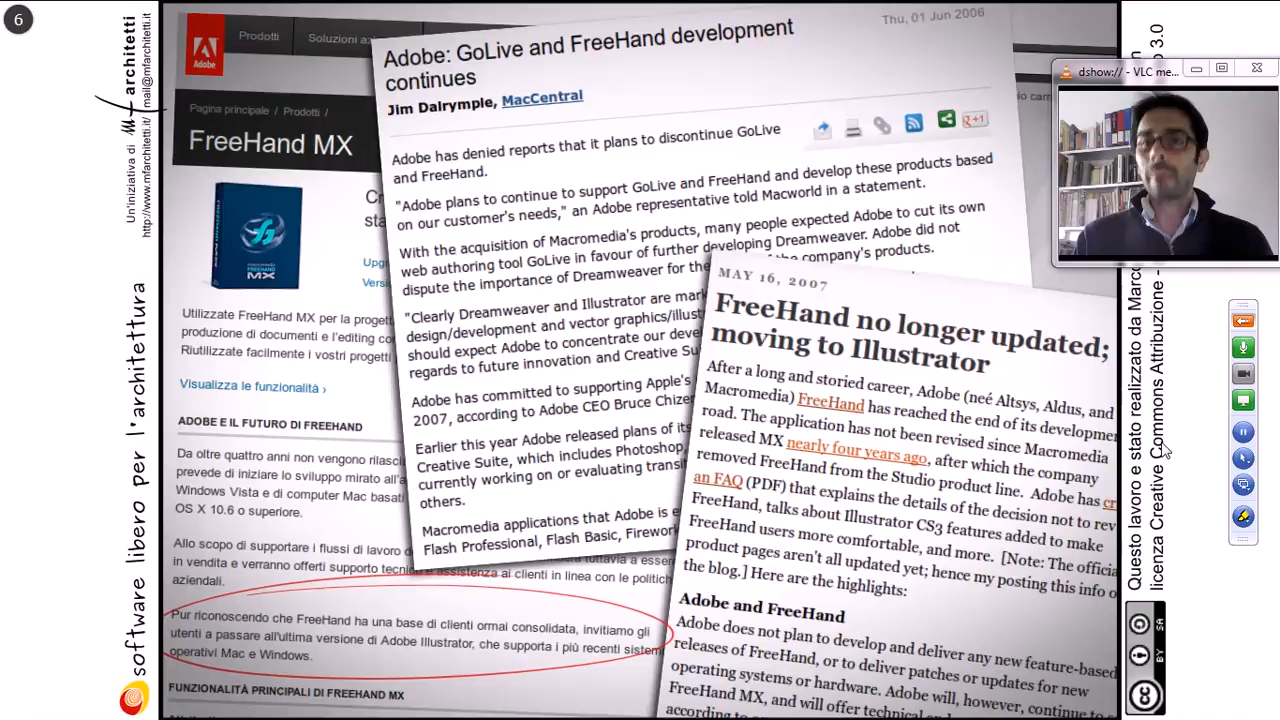 6
Un'iniziativa di M architetti
http://www.mfarchitetti.it/ mail@mfarchitetti.it
software libero per l'architettura
Adobe
Prodotti
Soluzioni
Pagina principale / Prodotti /
FreeHand MX
FREEHAND
MX
Utilizzate FreeHand MX per la
produzione di documenti e l'editing
Riutilizzate facilmente i vostri progetti
Visualizza le funzionalità ›
ADOBE E IL FUTURO DI FREEHAND
Da oltre quattro anni non vengono
prevede di iniziare lo sviluppo mirato
Windows Vista e di computer Mac
OS X 10.6 o superiore.
Allo scopo di supportare i flussi di lavoro
in vendita e verranno offerti supporto tecnico e assistenza ai clienti in linea con le
aziendali.
Pur riconoscendo che FreeHand ha una base di clienti ormai consolidata, invitiamo gli
utenti a passare all'ultima versione di Adobe Illustrator, che supporta i più recenti sistemi
operativi Mac e Windows.
FUNZIONALITÀ PRINCIPALI DI FREEHAND MX
Thu, 01 Jun 2006
Adobe: GoLive and FreeHand development
continues
Jim Dalrymple, MacCentral
+1
Adobe has denied reports that it plans to discontinue GoLive
and FreeHand.
"Adobe plans to continue to support GoLive and FreeHand and develop these products based
on our customer's needs," an Adobe representative told Macworld in a statement.
With the acquisition of Macromedia's products, many people expected Adobe to cut its own
web authoring tool GoLive in favour of further developing Dreamweaver. Adobe did not
dispute the importance of Dreamweaver for the company's products.
"Clearly Dreamweaver and Illustrator are
design/development and vector
should expect Adobe to concentrate our
regards to future innovation and Creative
Adobe has committed to supporting Apple's
2007, according to Adobe CEO Bruce Chizen
Earlier this year Adobe released plans of its
Creative Suite, which includes Photoshop,
currently working on or evaluating
others.
Macromedia applications that Adobe is
Flash Professional, Flash Basic,
MAY 16, 2007
FreeHand no longer updated;
moving to Illustrator
After a long and storied career, Adobe (neé Altsys, Aldus, and
Macromedia) FreeHand has reached the end of its
road. The application has not been revised since Macromedia
released MX nearly four years ago, after which the company
removed FreeHand from the Studio product line. Adobe has
an FAQ (PDF) that explains the details of the decision not to
FreeHand, talks about Illustrator CS3 features added to make
FreeHand users more comfortable, and more. [Note: The
product pages aren't all updated yet; hence my posting this info
the blog.] Here are the highlights:
Adobe and FreeHand
Adobe does not plan to develop and deliver any new feature-based
releases of FreeHand, or to deliver patches or updates for new
operating systems or hardware. Adobe will, however, continue
FreeHand MX, and will offer technical
dshow:// - VLC me...
Questo lavoro e stato realizzato da Marco
licenza Creative Commons Attribuzione - 3.0
cc BY SA